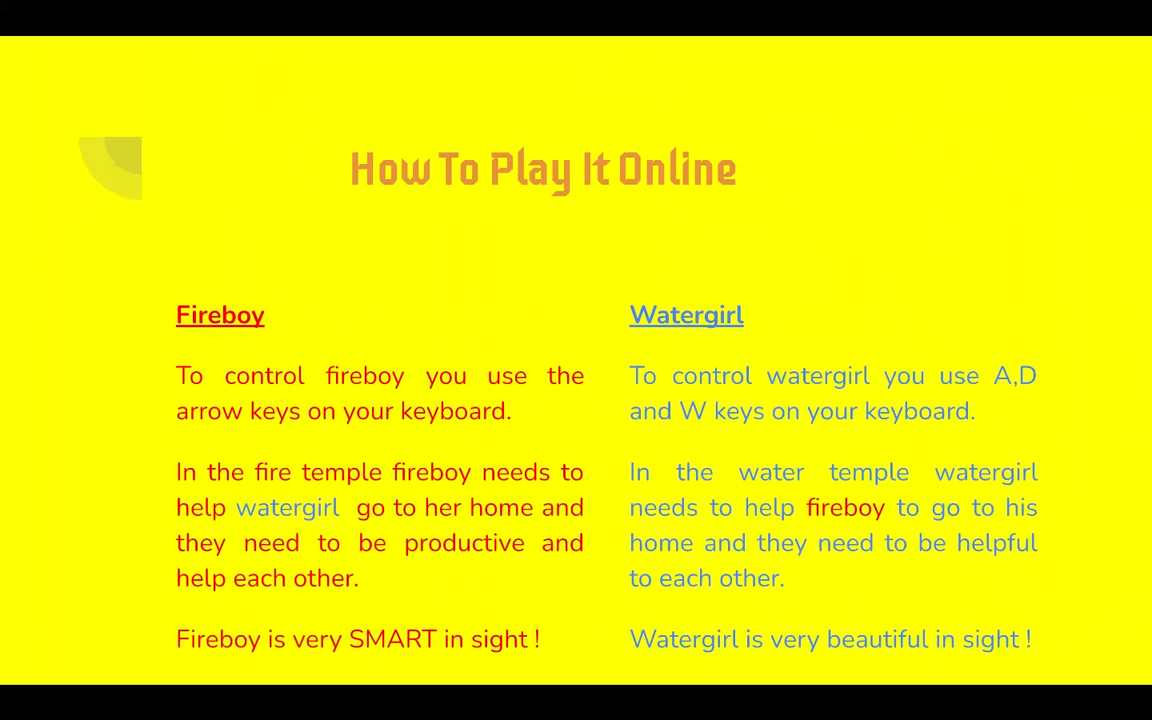 How To Play It Online
Fireboy
To control fireboy you use the
arrow keys on your keyboard.
In the fire temple fireboy needs to
help watergirl go to her home and
they need to be productive and
help each other.
Fireboy is very SMART in sight !
Watergirl
To control watergirl you use A,D
and W keys on your keyboard.
In the water temple watergirl
needs to help fireboy to go to his
home and they need to be helpful
to each other.
Watergirl is very beautiful in sight !